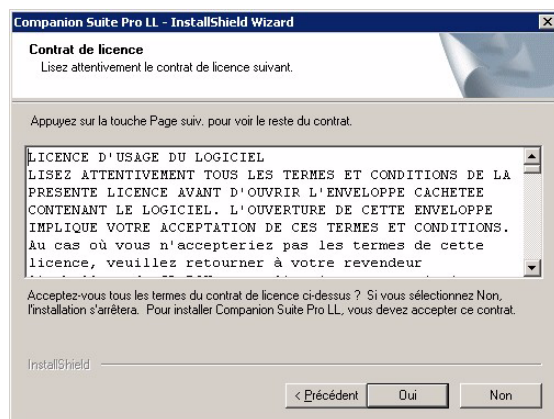 Companion Suite Pro LL - InstallShield Wizard
Contrat de licence
Lisez attentivement le contrat de licence suivant.
Appuyez sur la touche Page suiv. pour voir le reste du contrat.
LICENCE D'USAGE DU LOGICIEL
LISEZ ATTENTIVEMENT TOUS LES TERMES ET CONDITIONS DE LA
PRESENTE LICENCE AVANT D'OUVRIR L'ENVELOPPE CACHETEE
CONTENANT LE LOGICIEL. L'OUVERTURE DE CETTE ENVELOPPE
IMPLIQUE VOTRE ACCEPTATION DE CES TERMES ET CONDITIONS.
Au cas où vous n'accepteriez pas les termes de cette
licence, veuillez retourner à votre revendeur
Acceptez-vous tous les termes du contrat de licence ci-dessus ? Si vous sélectionnez Non,
l'installation s'arrêtera. Pour installer Companion Suite Pro LL, vous devez accepter ce contrat.
InstallShield
< Précédent Oui Non